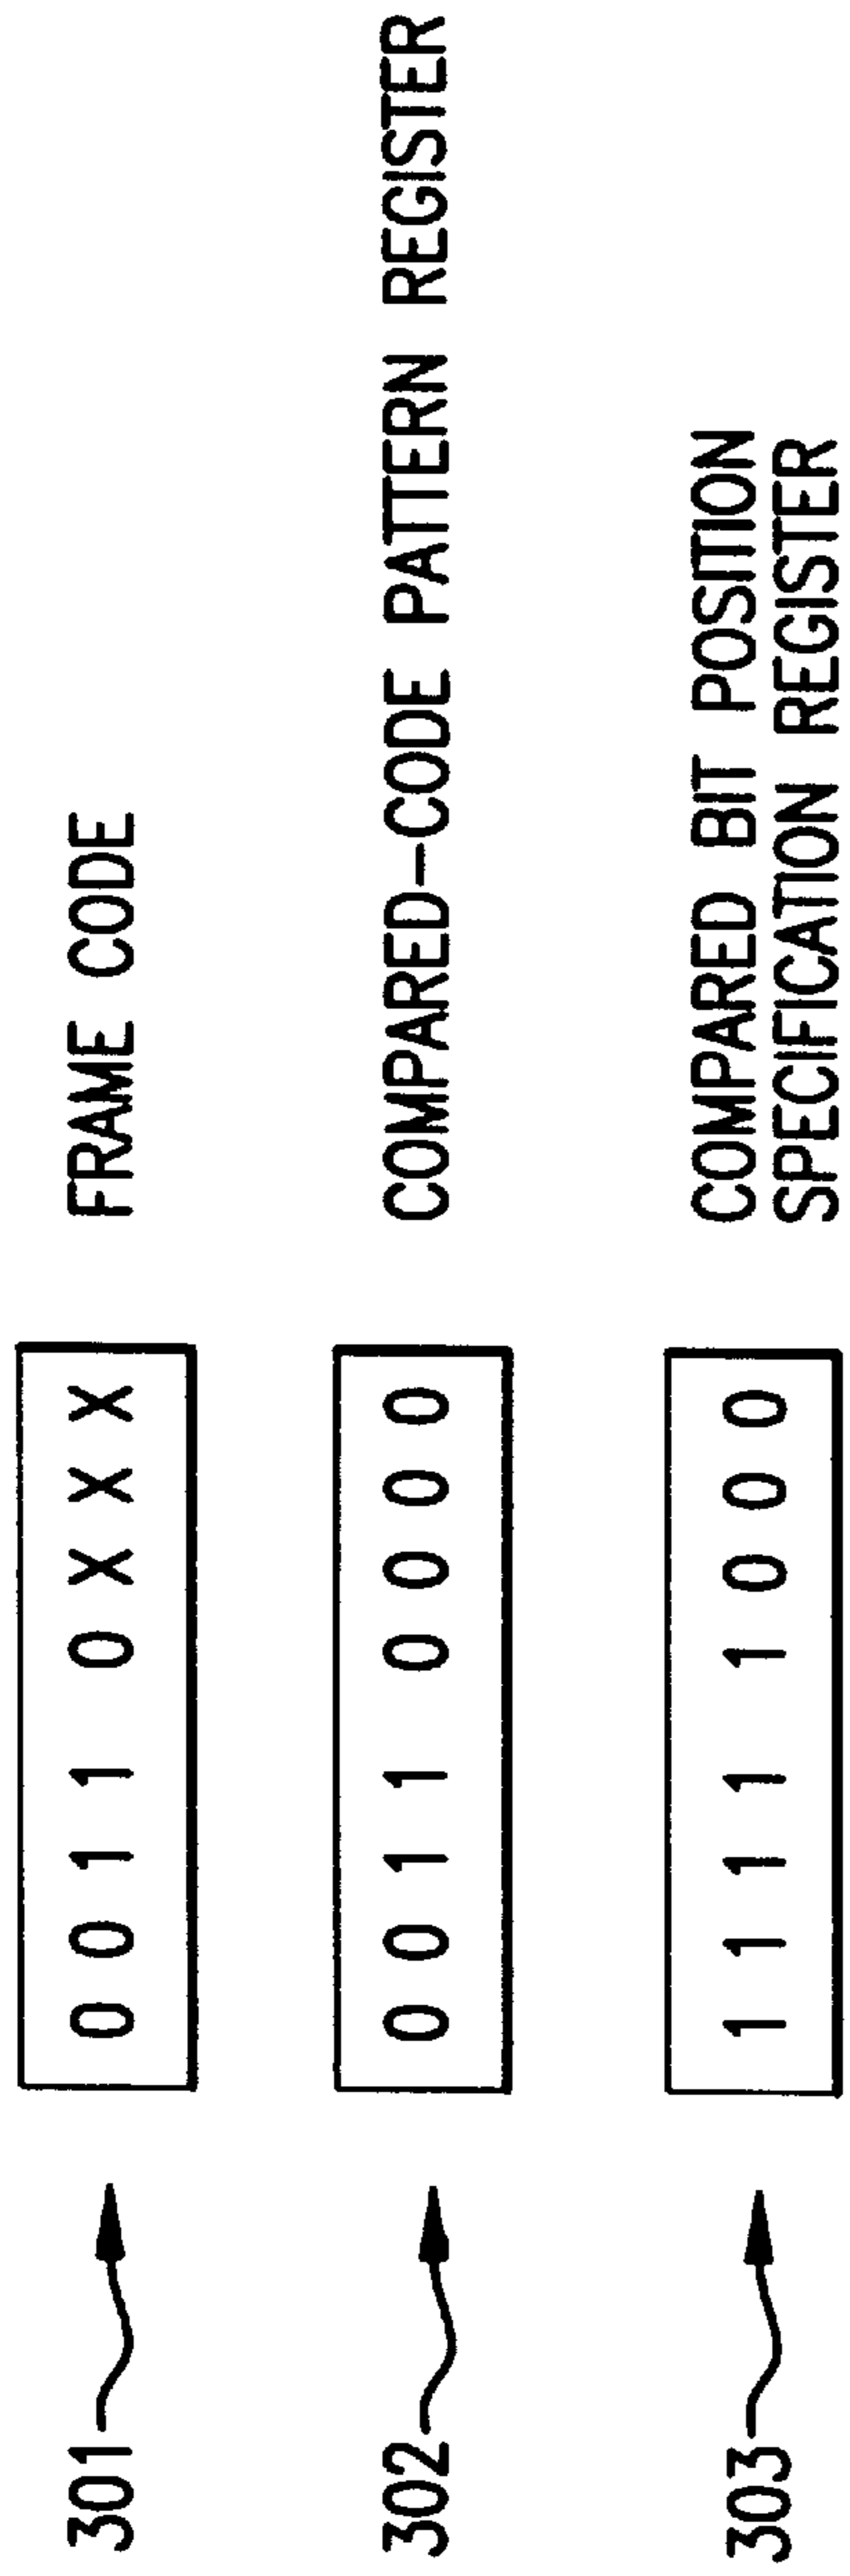 301 0 0 1 1 0 X X X FRAME CODE
302 0 0 1 1 0 0 0 0 COMPARED-CODE PATTERN REGISTER
303 1 1 1 1 1 0 0 0 COMPARED BIT POSITION
SPECIFICATION REGISTER